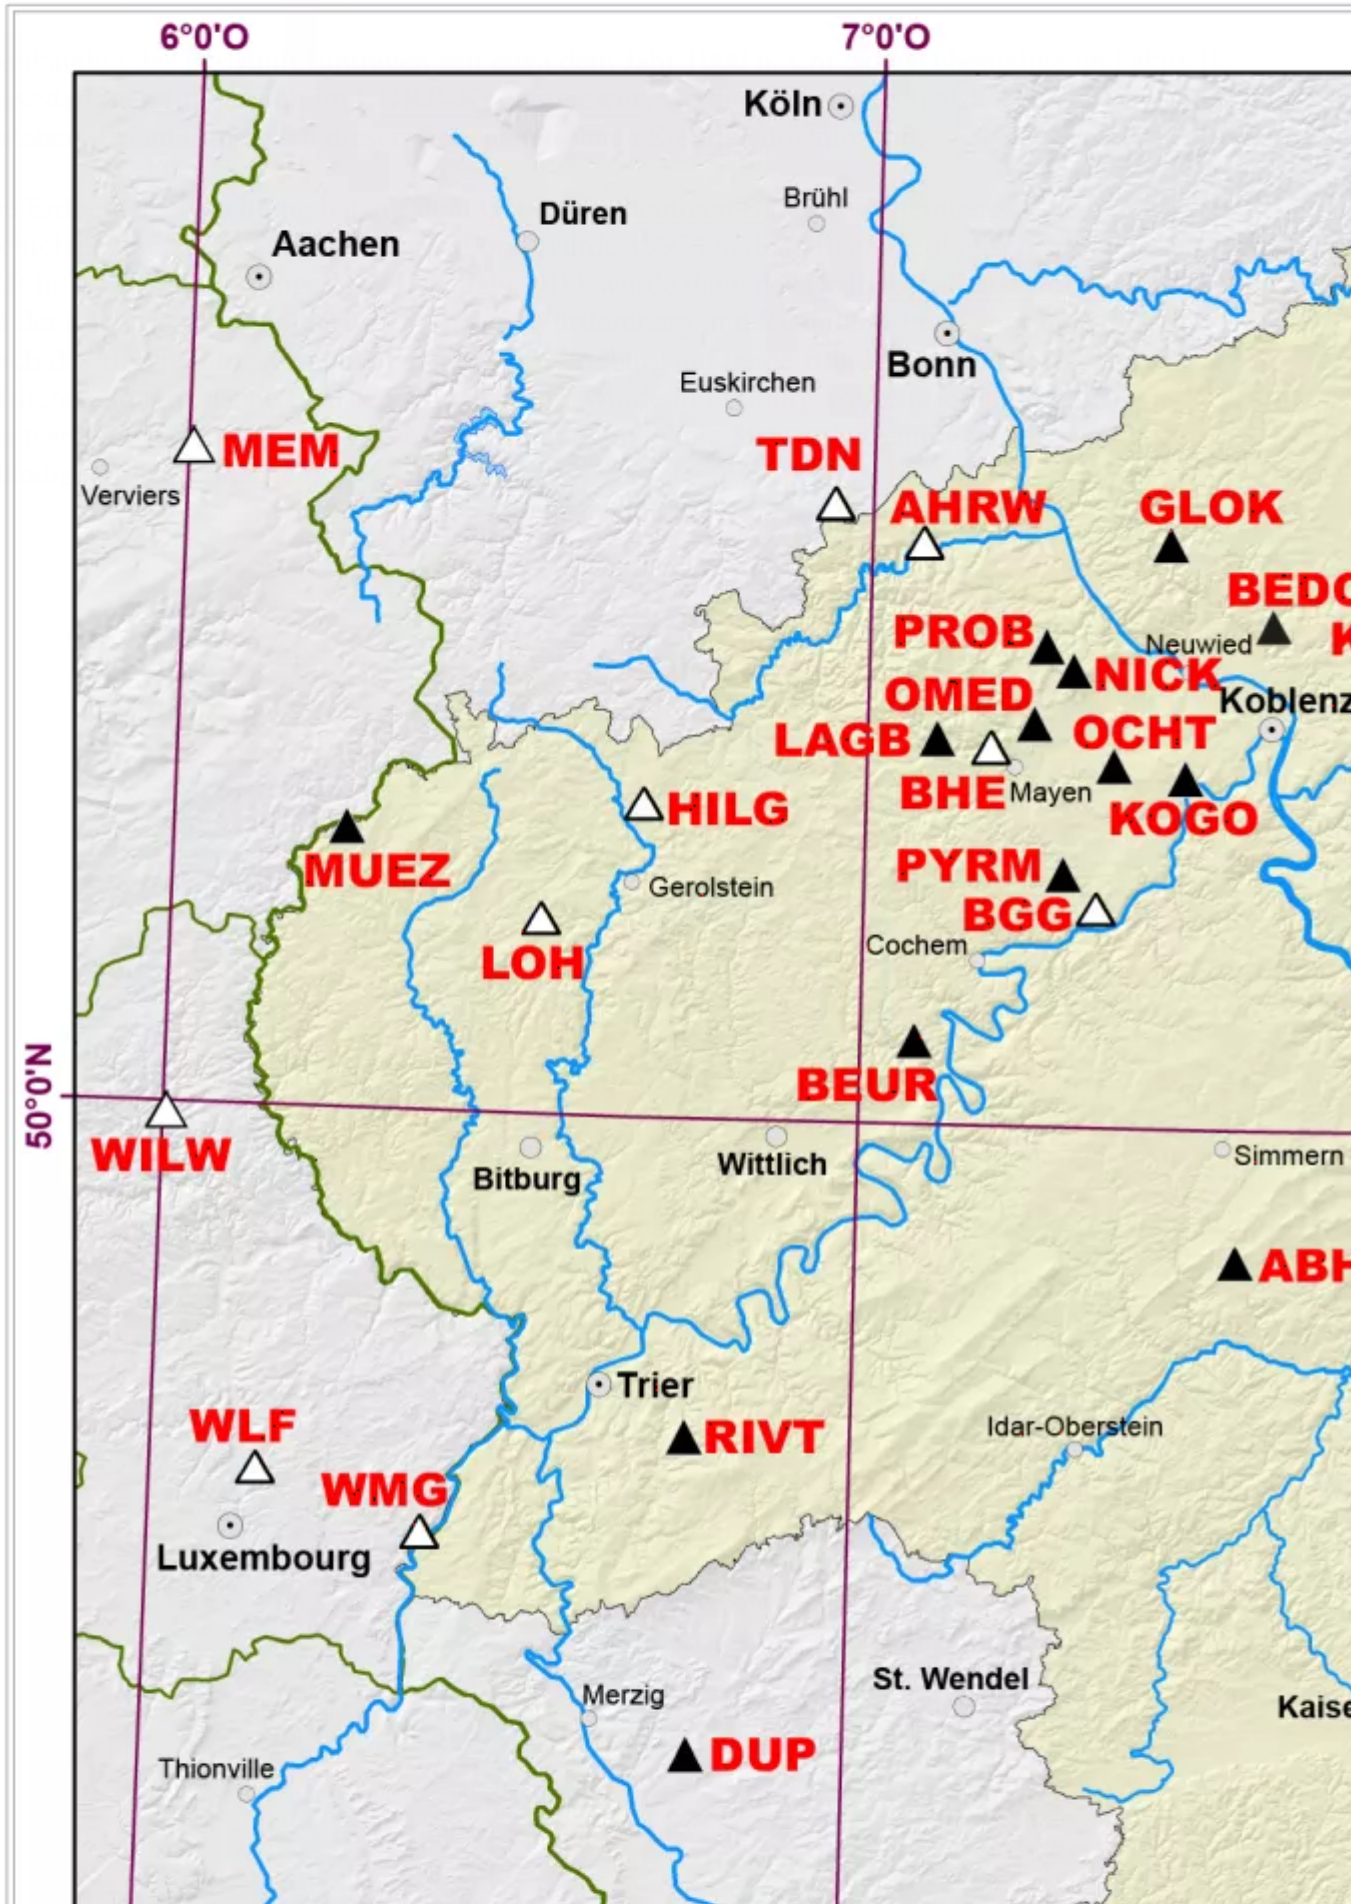 6°0'O
7°0'O
Köln
Brühl
Düren
Aachen
Bonn
Euskirchen
TDN
MEM
Verviers
AHRW
GLOK
BEDO
PROB
Neuwied
K
NICK
OMED
Koblenz
LAGB
OCHT
BHE
Mayen
HILG
KOGO
MUEZ
PYRM
Gerolstein
BGG
Cochem
LOH
50°0'N
BEUR
WILW
Simmern
Wittlich
Bitburg
ABH
Trier
WLF
Idar-Oberstein
RIVT
WMG
Luxembourg
St. Wendel
Merzig
Kaise
DUP
Thionville